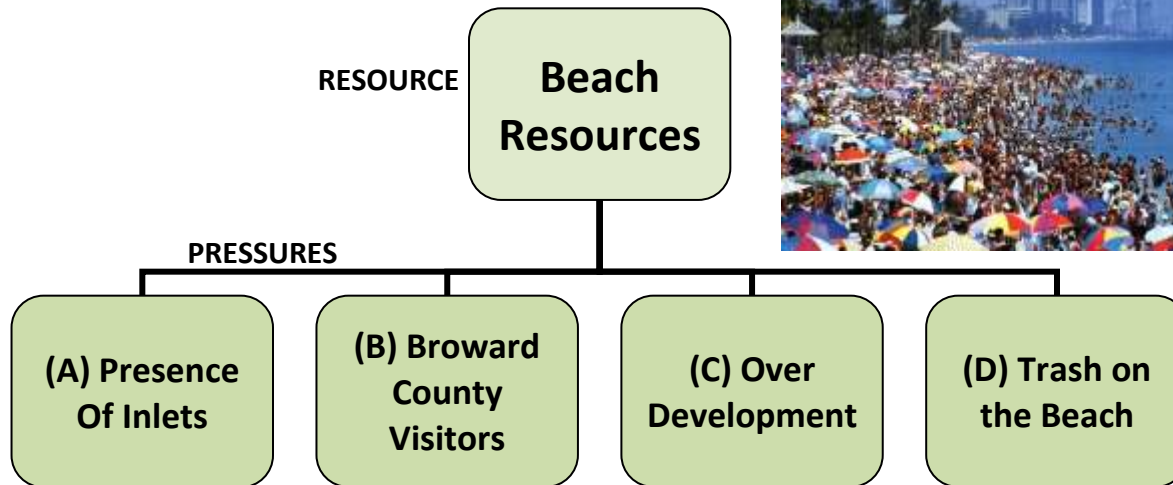 RESOURCE
Beach
Resources
PRESSURES
(A) Presence
Of Inlets
(B) Broward
County
Visitors
(C) Over
Development
(D) Trash on
the Beach